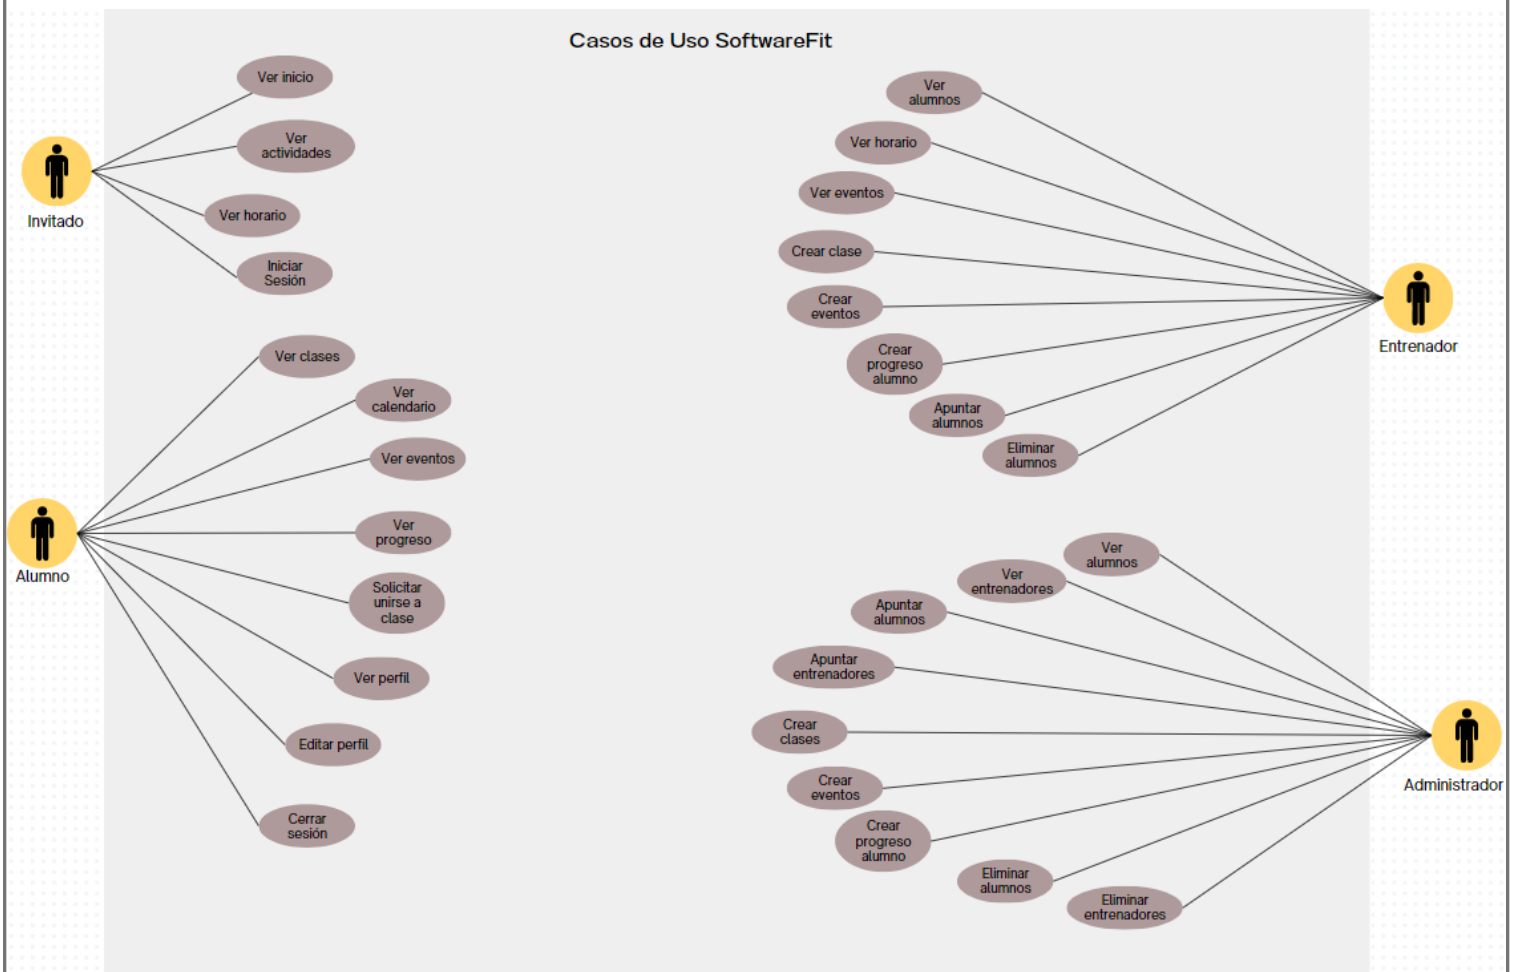 Casos de Uso SoftwareFit
Ver inicio
Ver
actividades
Invitado
Ver horario
Iniciar
Sesión
Ver clases
Ver
calendario
Ver eventos
Ver
progreso
Alumno
Solicitar
unirse a
clase
Ver perfil
Editar perfil
Cerrar
sesión
Ver
alumnos
Ver horario
Ver eventos
Crear clase
Crear
eventos
Entrenador
Crear
progreso
alumno
Apuntar
alumnos
Eliminar
alumnos
Ver
alumnos
Ver
entrenadores
Apuntar
alumnos
Apuntar
entrenadores
Crear
clases
Administrador
Crear
eventos
Crear
progreso
alumno
Eliminar
alumnos
Eliminar
entrenadores